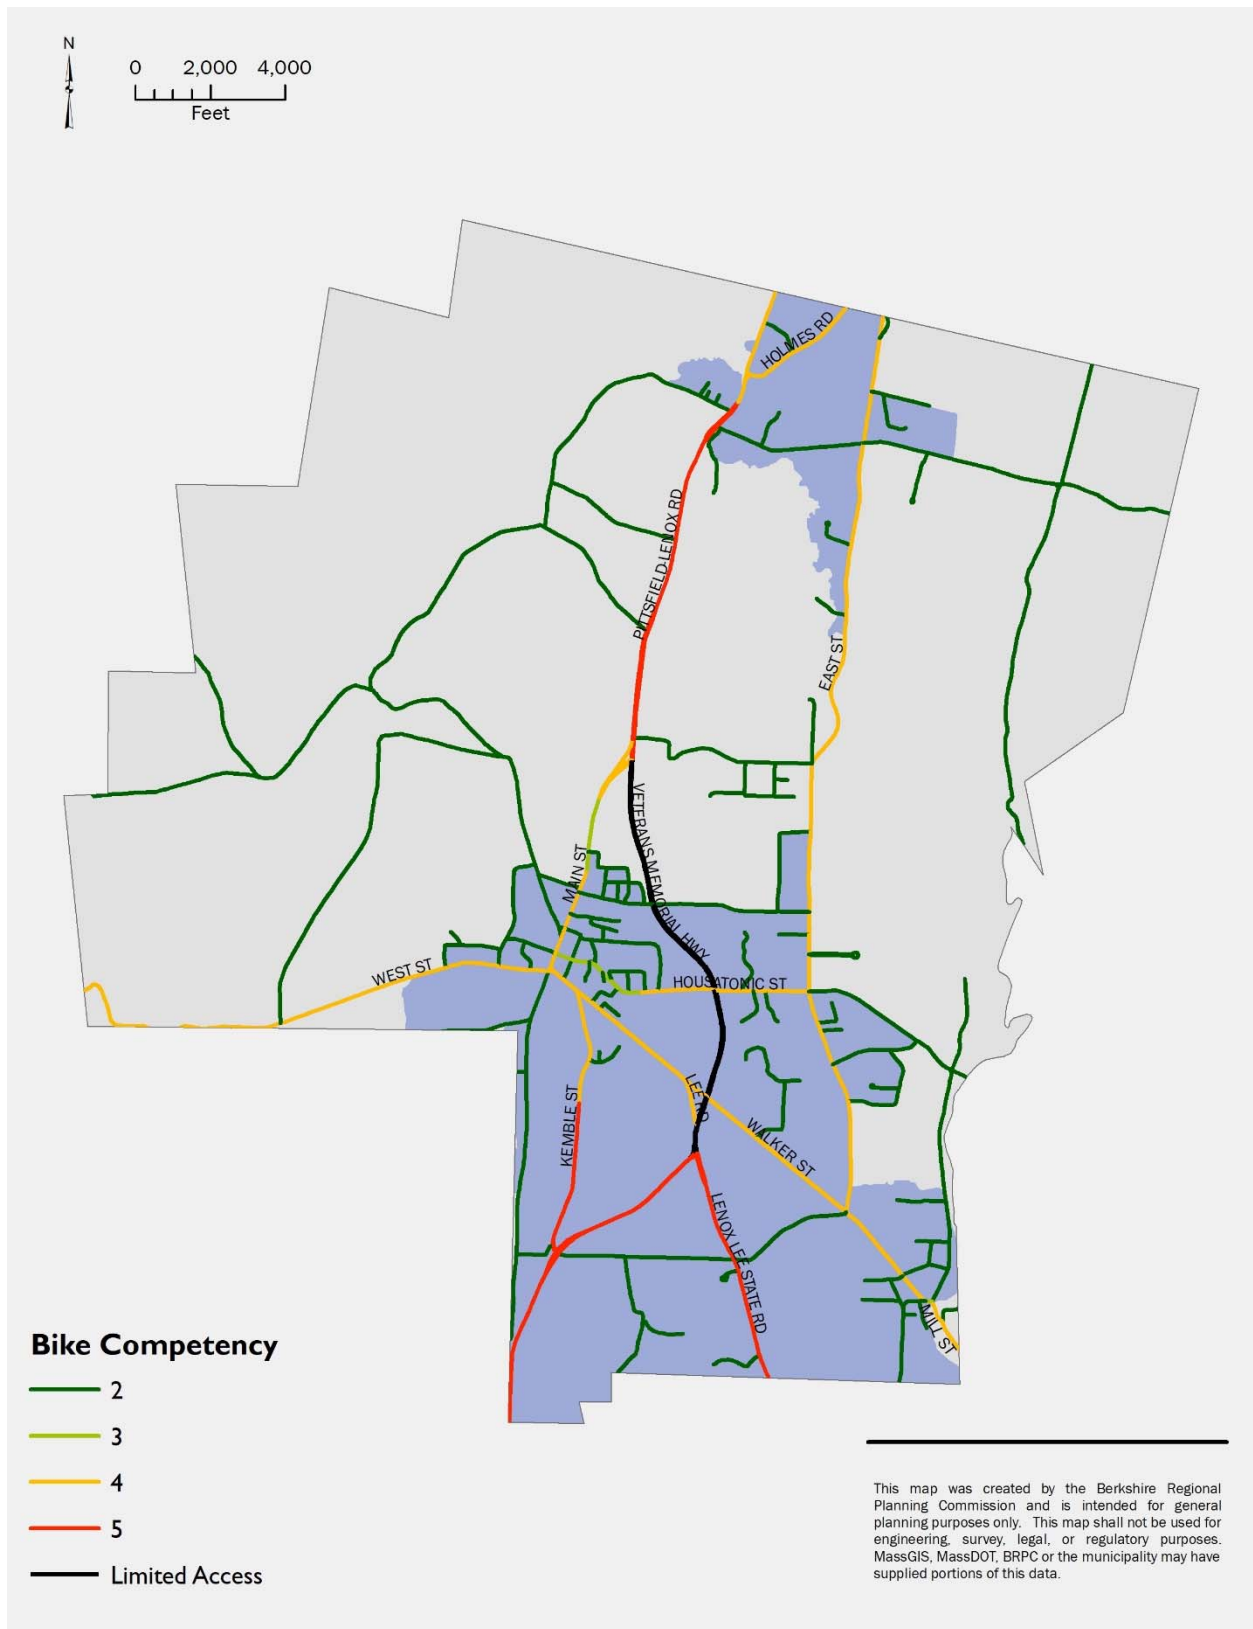 N
0 2,000 4,000
Feet
HOLMES RD
PITTSFIELD-LENOX RD
EAST ST
VETERANS MEMORIAL HWY
MAIN ST
WEST ST
HOUSATONIC ST
KEMBLE ST
LEE RD
WALKER ST
LENOX LEE STATE RD
MILL ST
Bike Competency
2
3
4
5
Limited Access
This map was created by the Berkshire Regional
Planning Commission and is intended for general
planning purposes only. This map shall not be used for
engineering, survey, legal, or regulatory purposes.
MassGIS, MassDOT, BRPC or the municipality may have
supplied portions of this data.